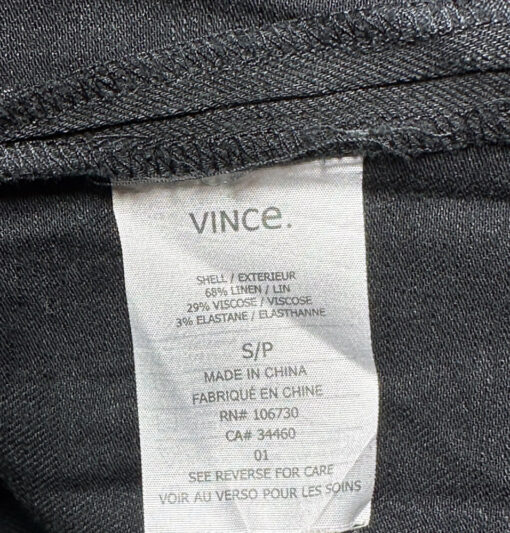 VINCe.
SHELL / EXTERIEUR
68% LINEN / LIN
29% VISCOSE / VISCOSE
3% ELASTANE / ELASTHANNE
S/P
MADE IN CHINA
FABRIQUÉ EN CHINE
RN# 106730
CA# 34460
01
SEE REVERSE FOR CARE
VOIR AU VERSO POUR LES SOINS